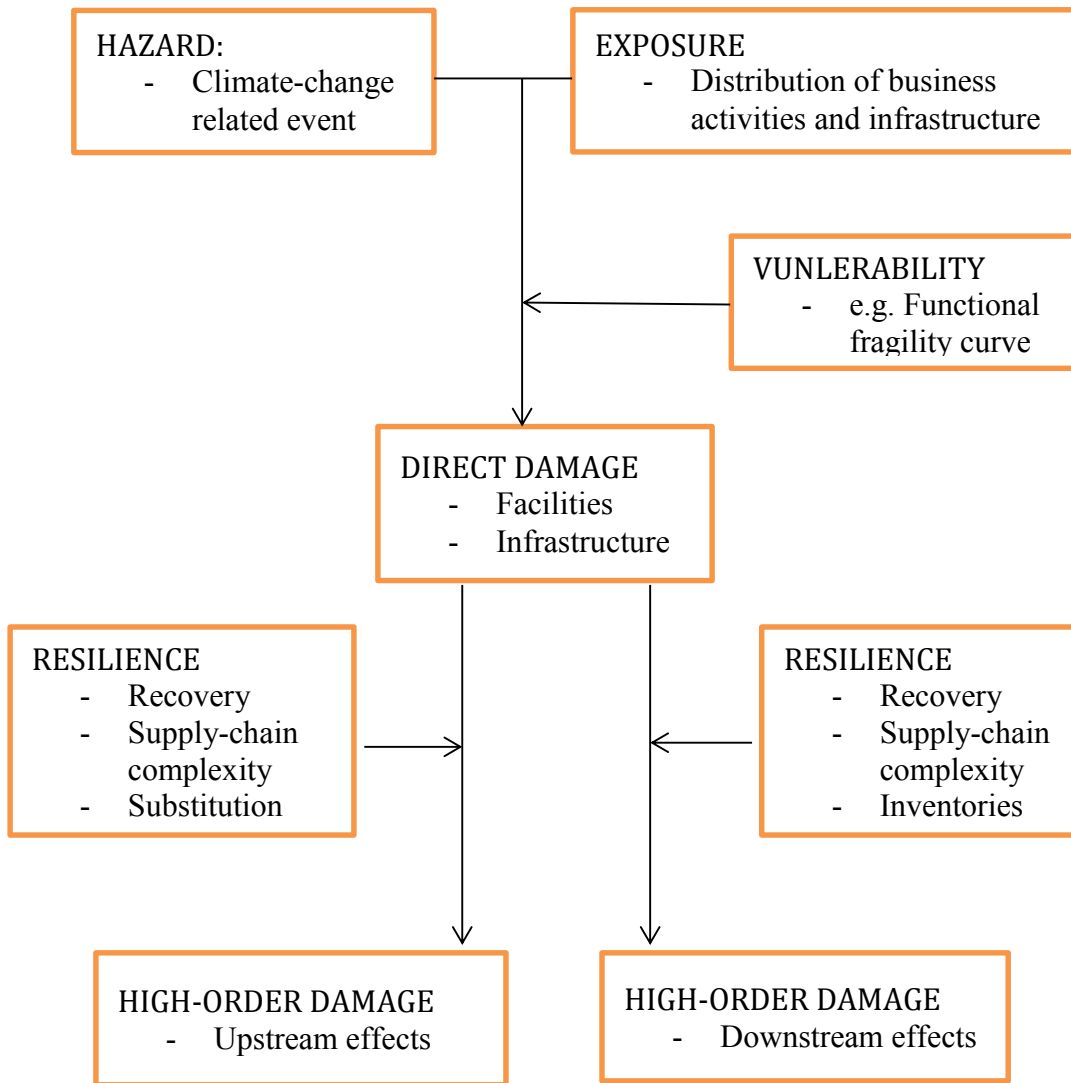 HAZARD:
- Climate-change
related event
EXPOSURE
- Distribution of business
activities and infrastructure
VUNLERABILITY
- e.g. Functional
fragility curve
DIRECT DAMAGE
- Facilities
- Infrastructure
RESILIENCE
- Recovery
- Supply-chain
complexity
- Substitution
RESILIENCE
- Recovery
- Supply-chain
complexity
- Inventories
HIGH-ORDER DAMAGE
- Upstream effects
HIGH-ORDER DAMAGE
- Downstream effects